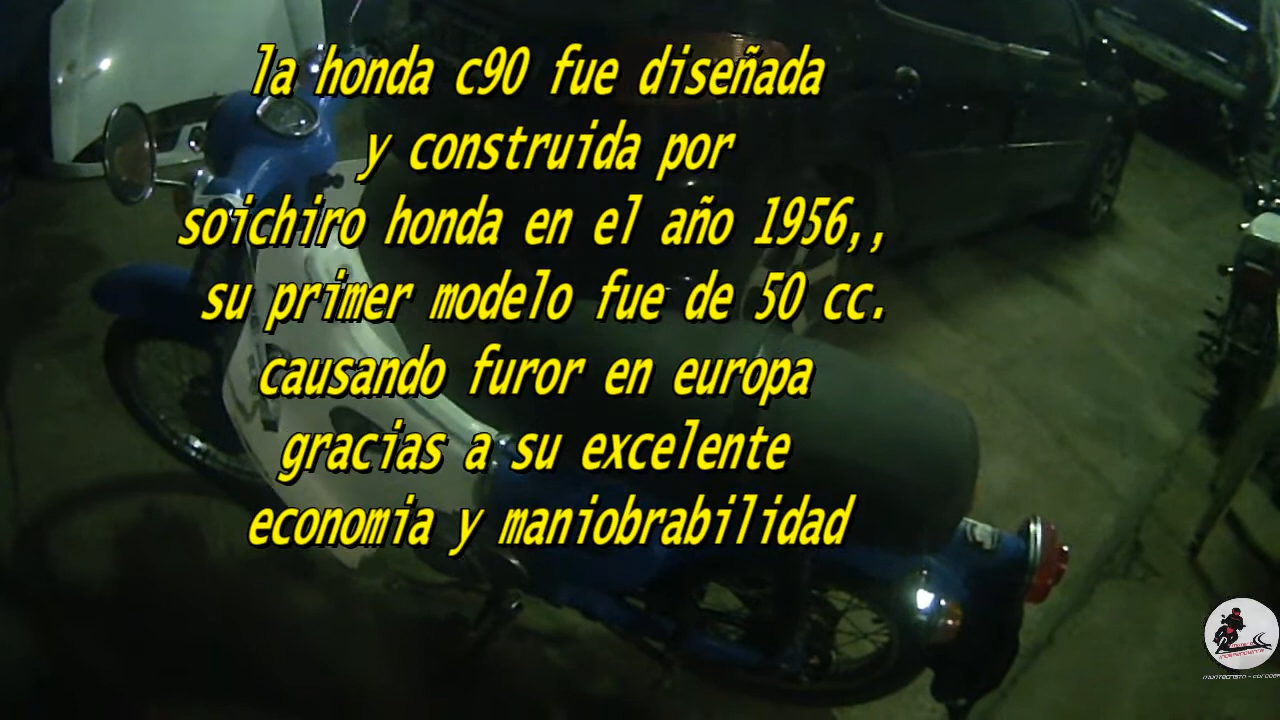 la honda c90 fue diseñada
y construida por
soichiro honda en el año 1956,,
su primer modelo fue de 50 cc.
causando furor en europa
gracias a su excelente
economia y maniobrabilidad